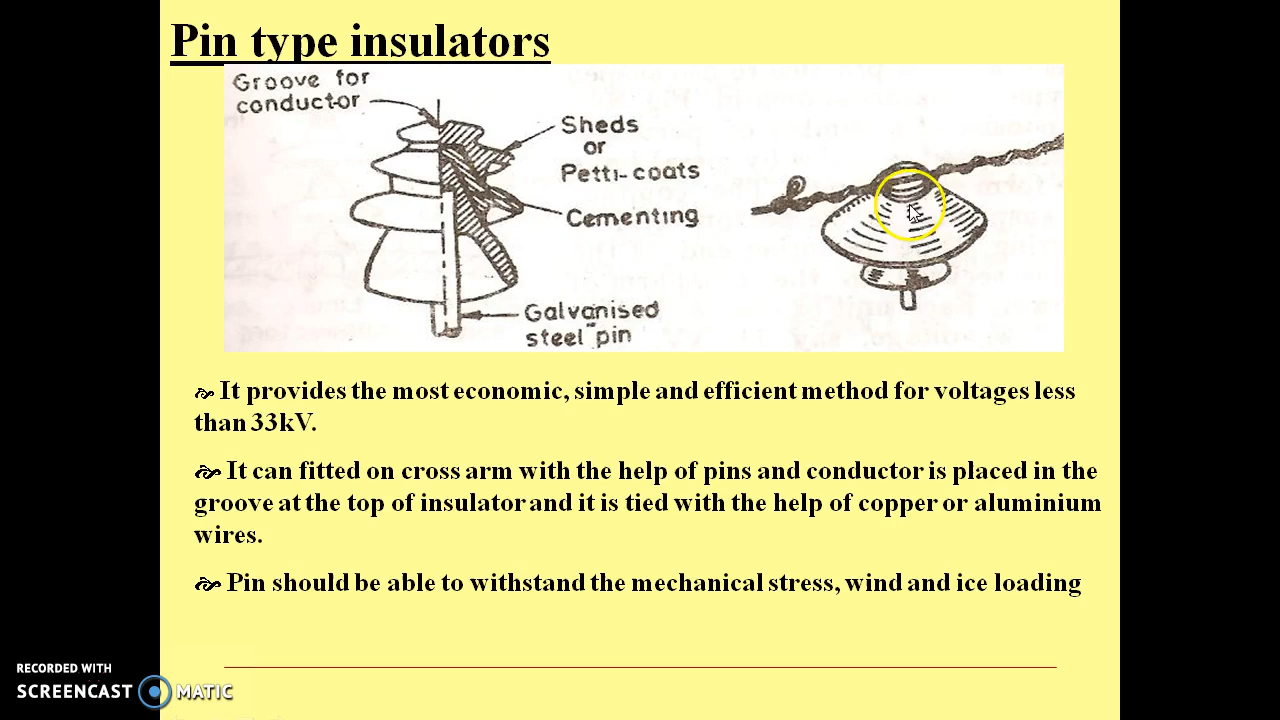 Pin type insulators
Groove for
conductor
Sheds
or
Petti-coats
Cementing
Galvanised
steel pin
It provides the most economic, simple and efficient method for voltages less
than 33kV.
It can fitted on cross arm with the help of pins and conductor is placed in the
groove at the top of insulator and it is tied with the help of copper or aluminium
wires.
Pin should be able to withstand the mechanical stress, wind and ice loading
RECORDED WITH
SCREENCAST MATIC